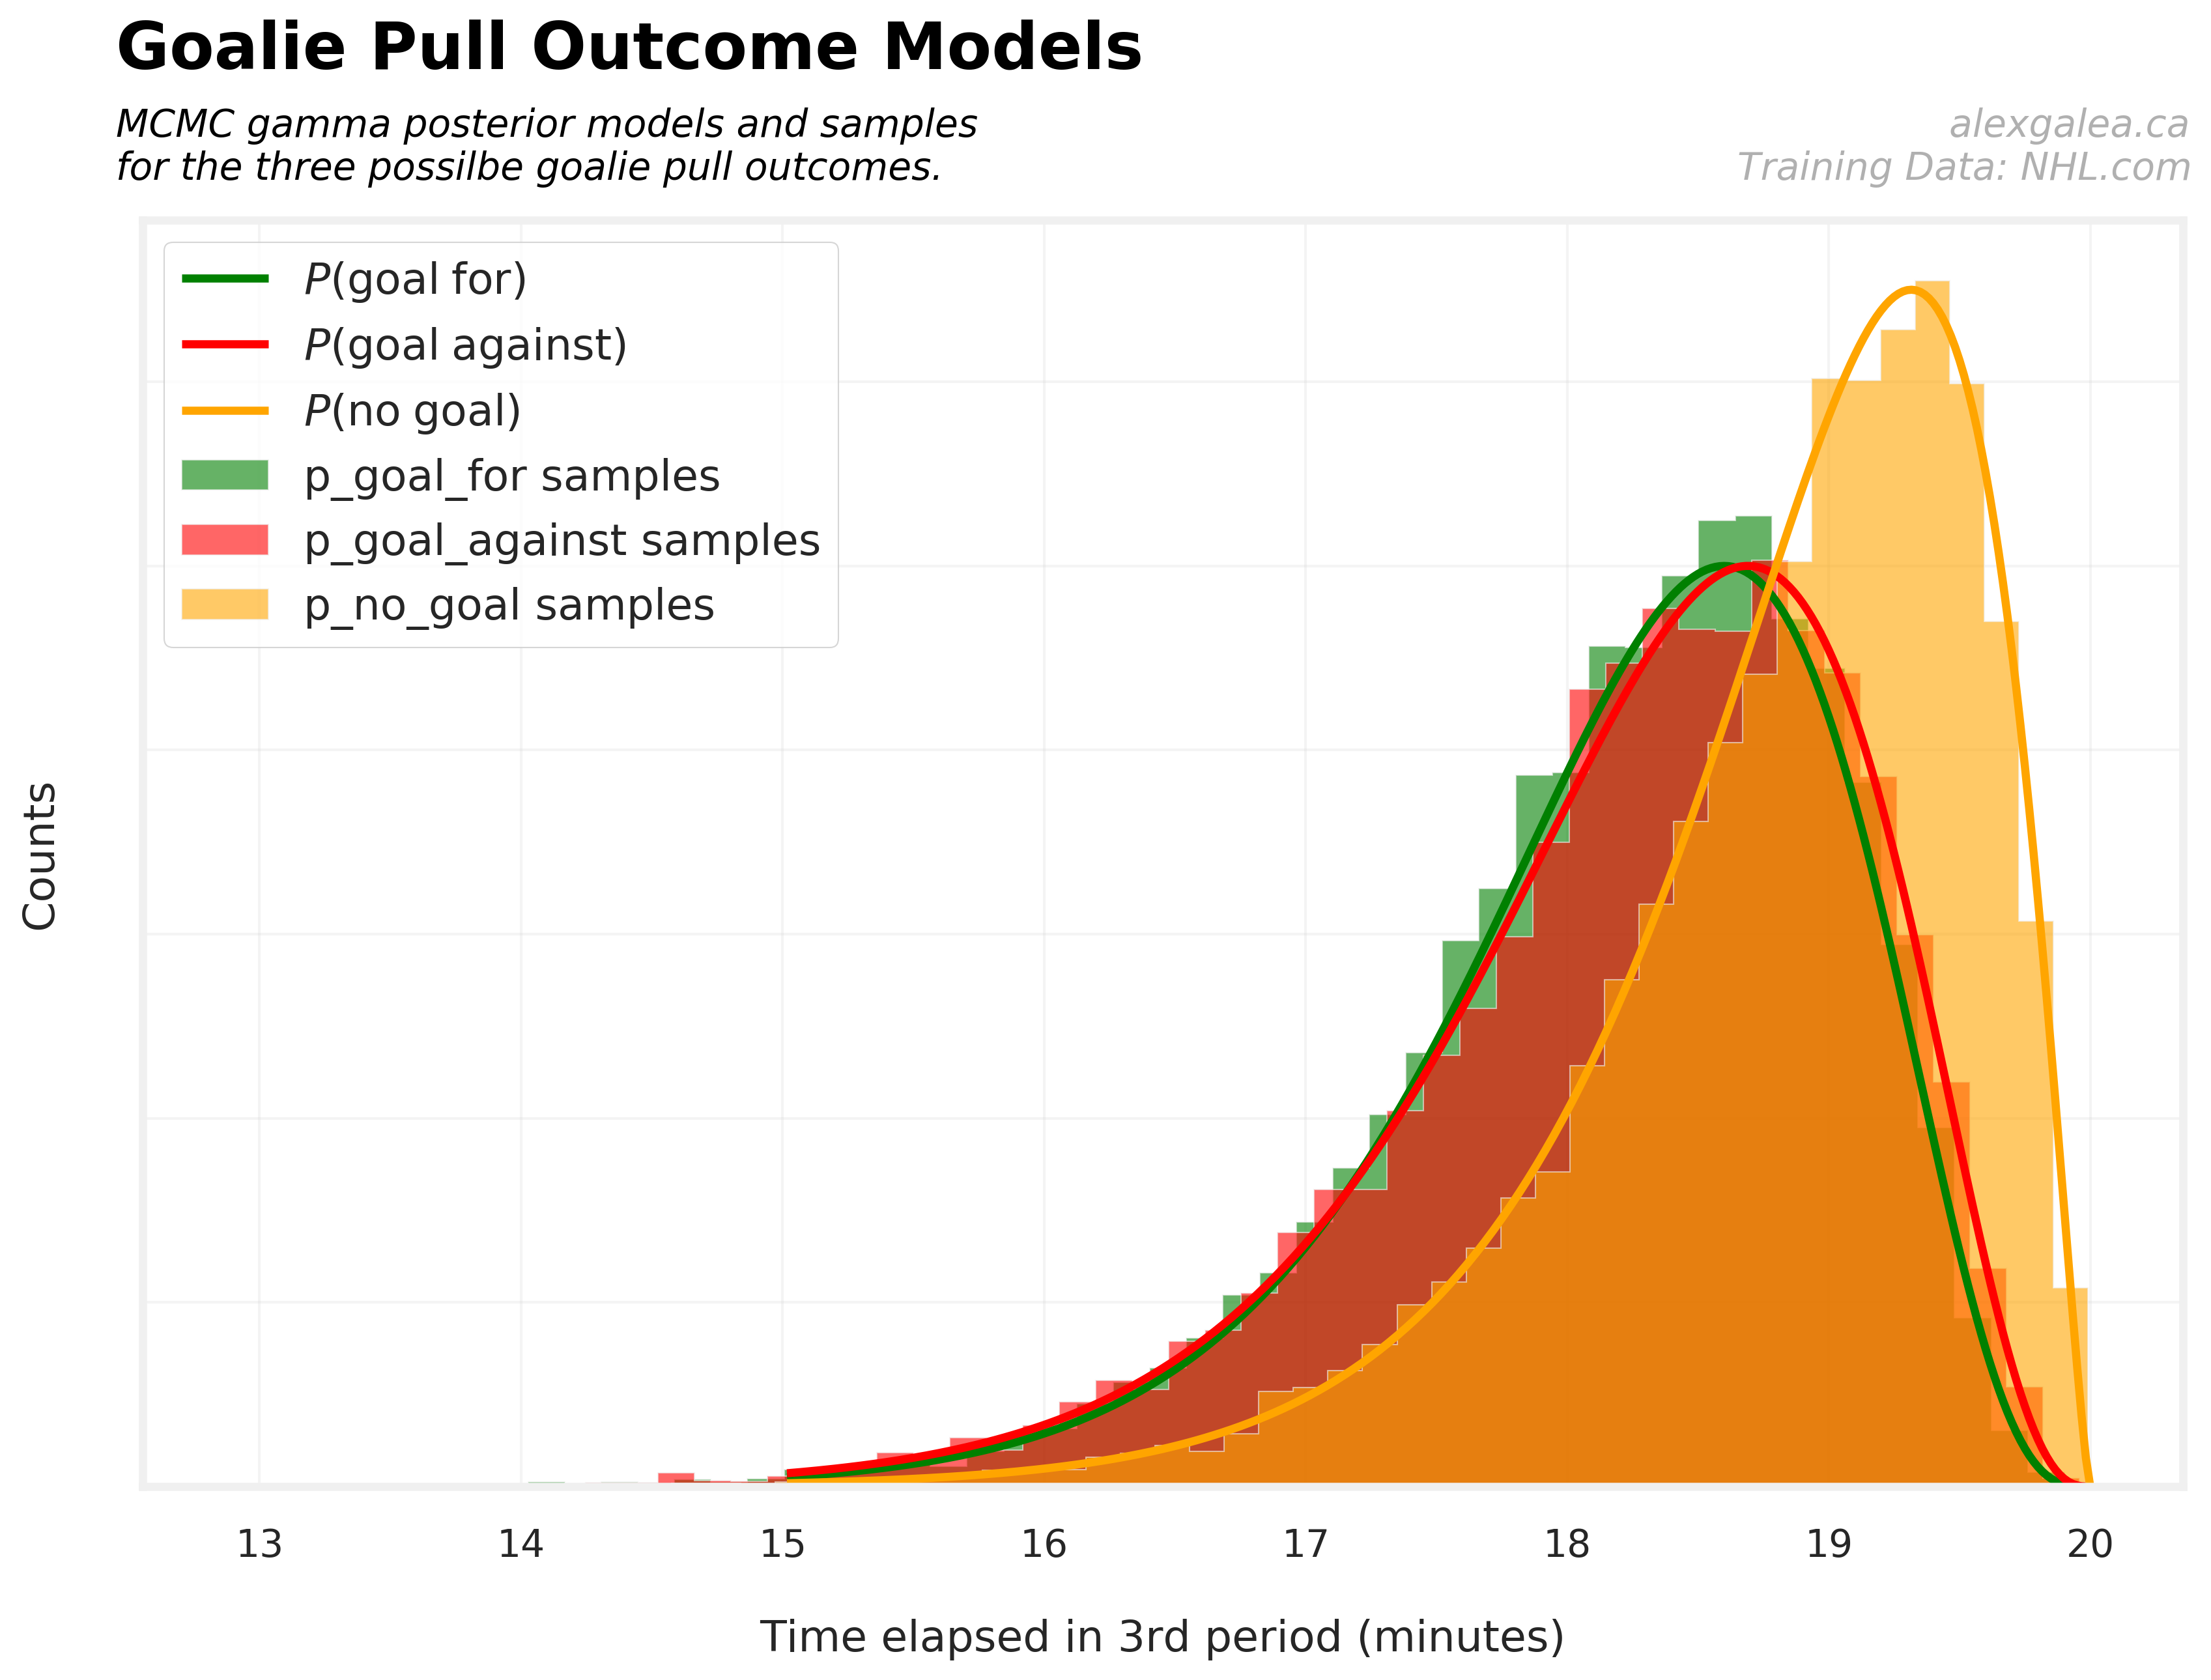 Goalie Pull Outcome Models
MCMC gamma posterior models and samples
for the three possilbe goalie pull outcomes.
alexgalea.ca
Training Data: NHL.com
P(goal for)
P(goal against)
P(no goal)
p_goal_for samples
p_goal_against samples
p_no_goal samples
Counts
13 14 15 16 17 18 19 20
Time elapsed in 3rd period (minutes)